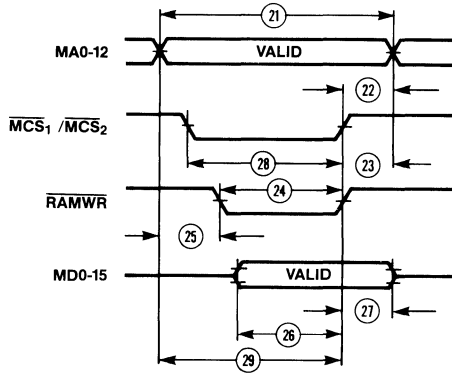 21
MA0-12 VALID
22
MCS1 /MCS2
28 23
24
RAMWR
25
MD0-15 VALID
27
26
29